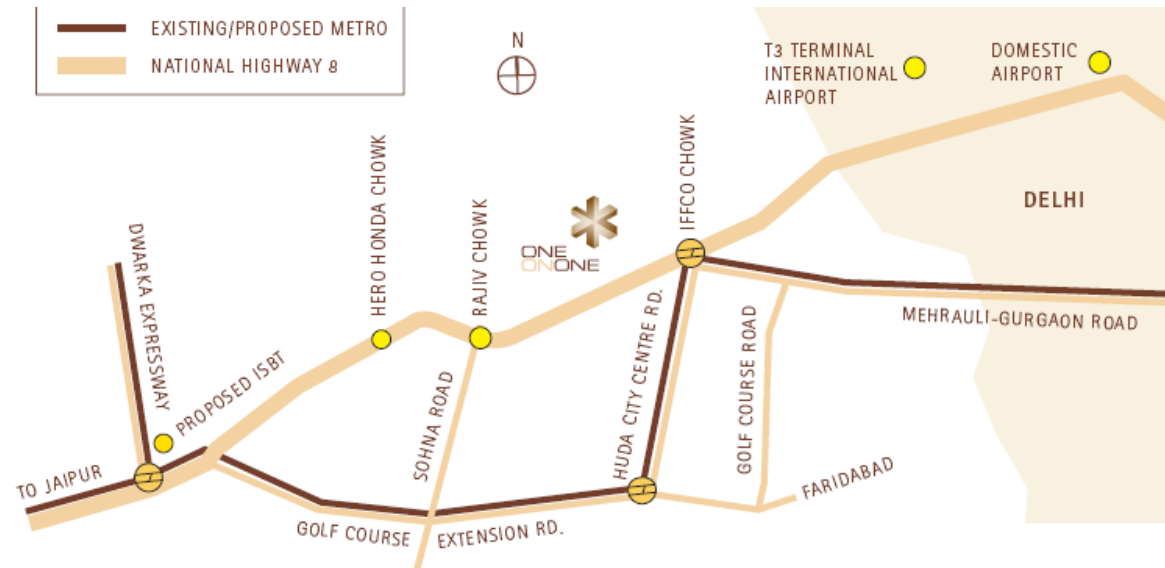 EXISTING/PROPOSED METRO
NATIONAL HIGHWAY 8
N
T3 TERMINAL
INTERNATIONAL
AIRPORT
DOMESTIC
AIRPORT
DELHI
IFFCO CHOWK
HERO HONDA CHOWK
RAJIV CHOWK
ONE
ONONE
DWARKA EXPRESSWAY
PROPOSED ISBT
TO JAIPUR
SOHNA ROAD
HUDA CITY CENTRE RD.
GOLF COURSE ROAD
MEHRAULI-GURGAON ROAD
FARIDABAD
GOLF COURSE EXTENSION RD.